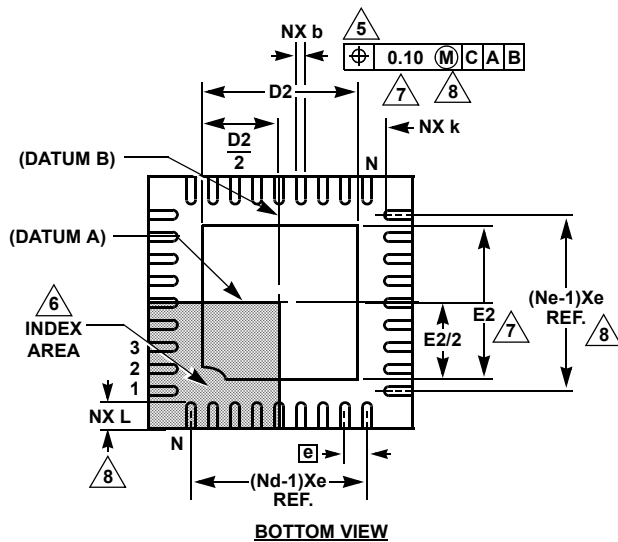 NX b
5
0.10 M C A B
7
8
D2
D2
2
NX k
(DATUM B)
N
(DATUM A)
6
INDEX
AREA
3
2
1
E2/2
E2
7
(Ne-1)Xe
REF.
8
NX L
N
8
e
(Nd-1)Xe
REF.
BOTTOM VIEW